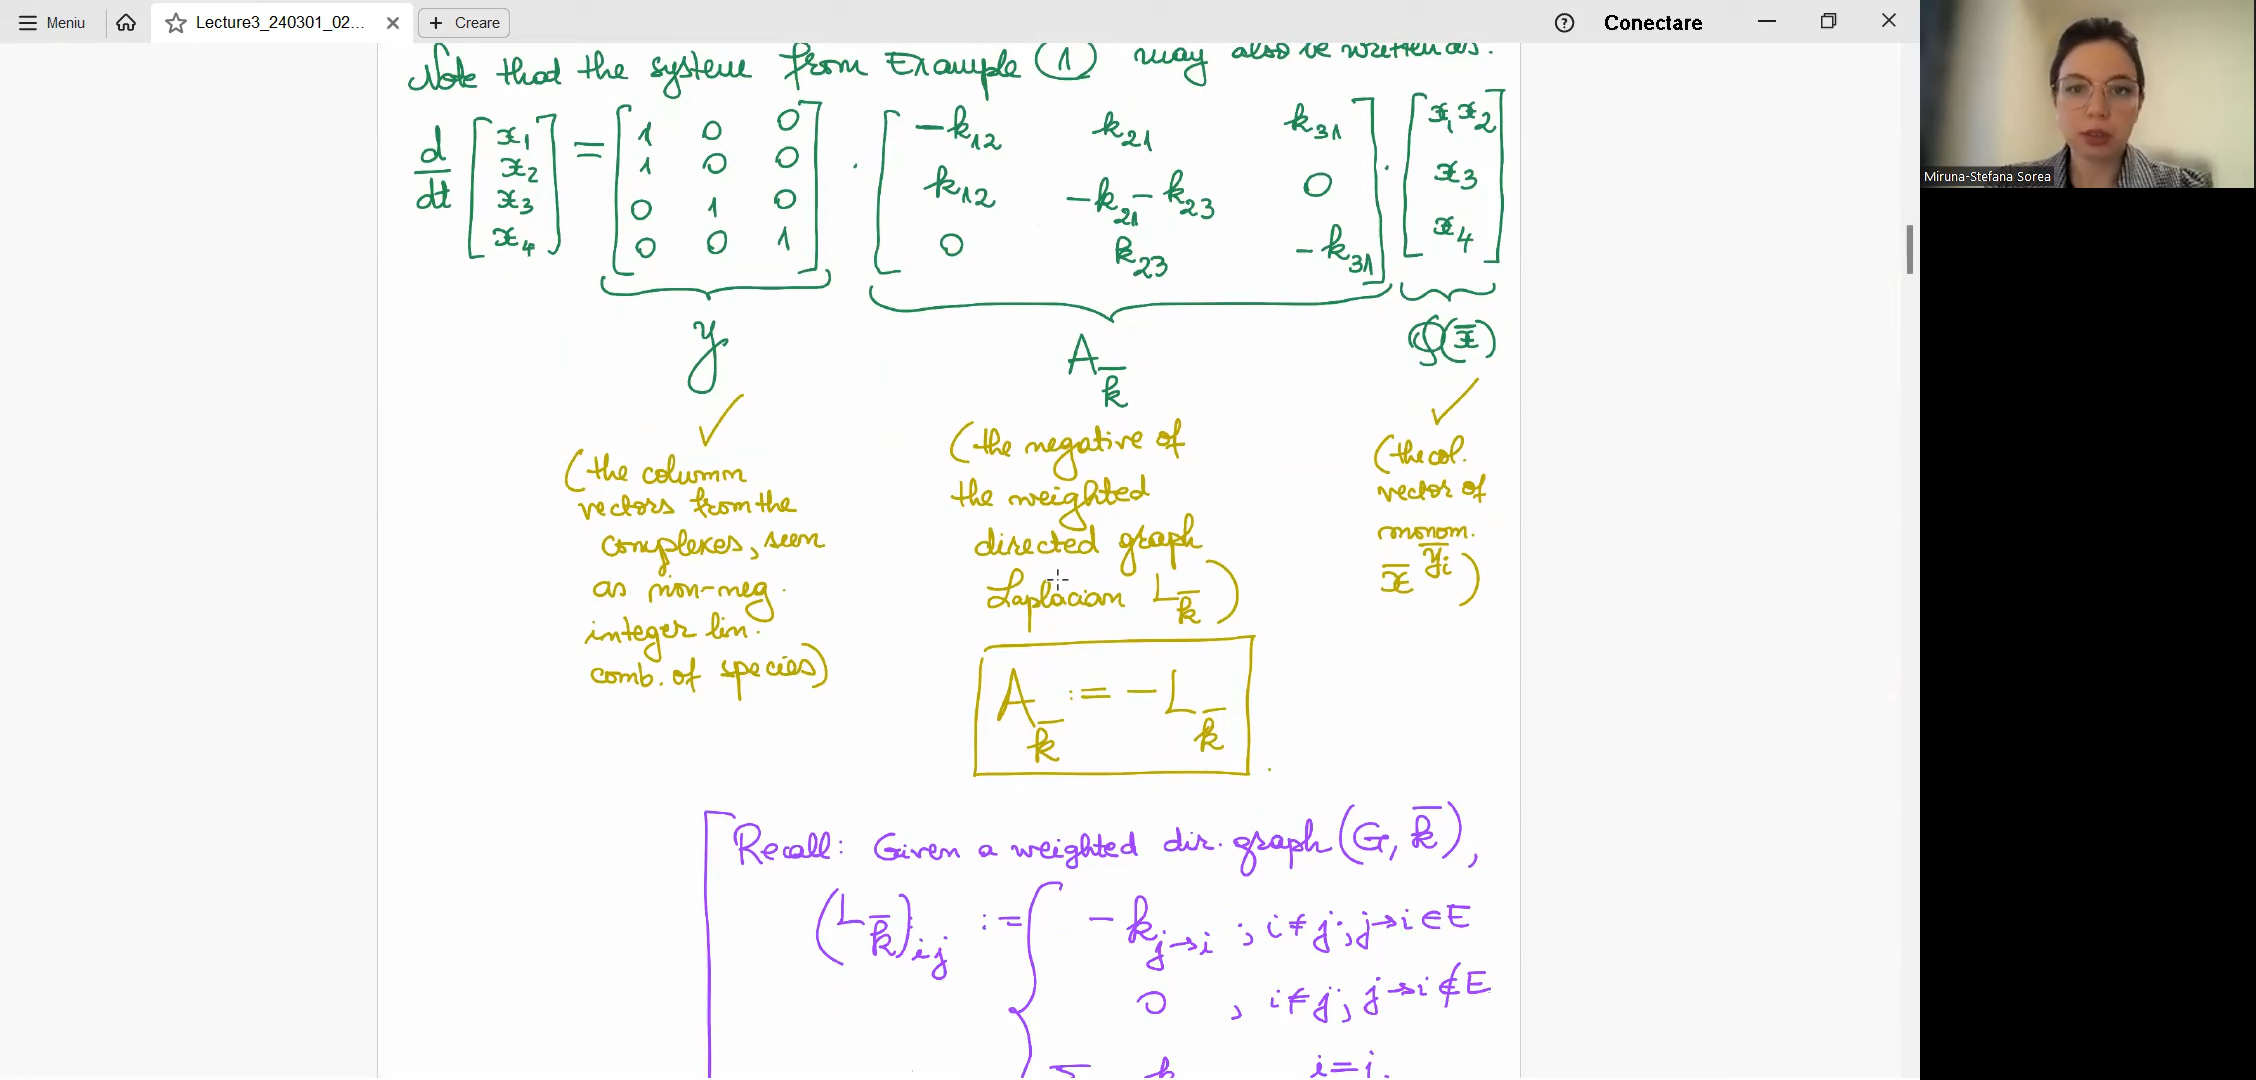 Meniu
Lecture3_240301_02...
Creare
Conectare
Miruna-Stefana Sorea
Note that the system from Example (1) may also be written as:
d/dt [x₁ x₂ x₃ x₄] = [1 0 0; 1 0 0; 0 1 0; 0 0 1] · [-k₁₂ k₂₁ k₃₁; k₁₂ -k₂₁-k₂₃ 0; 0 k₂₃ -k₃₁] · [x₁x₂ x₃ x₄]
Y
A_k̅
Φ(x̅)
(the column
vectors from the
complexes, seen
as non-neg.
integer lin.
comb. of species)
(the negative of
the weighted
directed graph
Laplacian L_k̅)
A_k̅ := -L_k̅.
(the col.
vector of
monom.
x̅^y̅ᵢ)
Recall: Given a weighted dir. graph (G, k̅),
(L_k̅)ij := { -k_j→i ; i≠j; j→i ∈ E
0 , i≠j; j→i ∉ E
i=j.